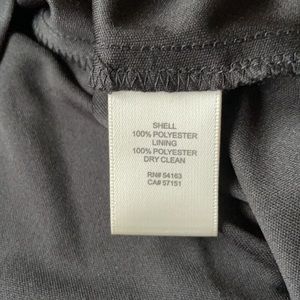 SHELL
100% POLYESTER
LINING
100% POLYESTER
DRY CLEAN
RN# 54163
CA# 57151